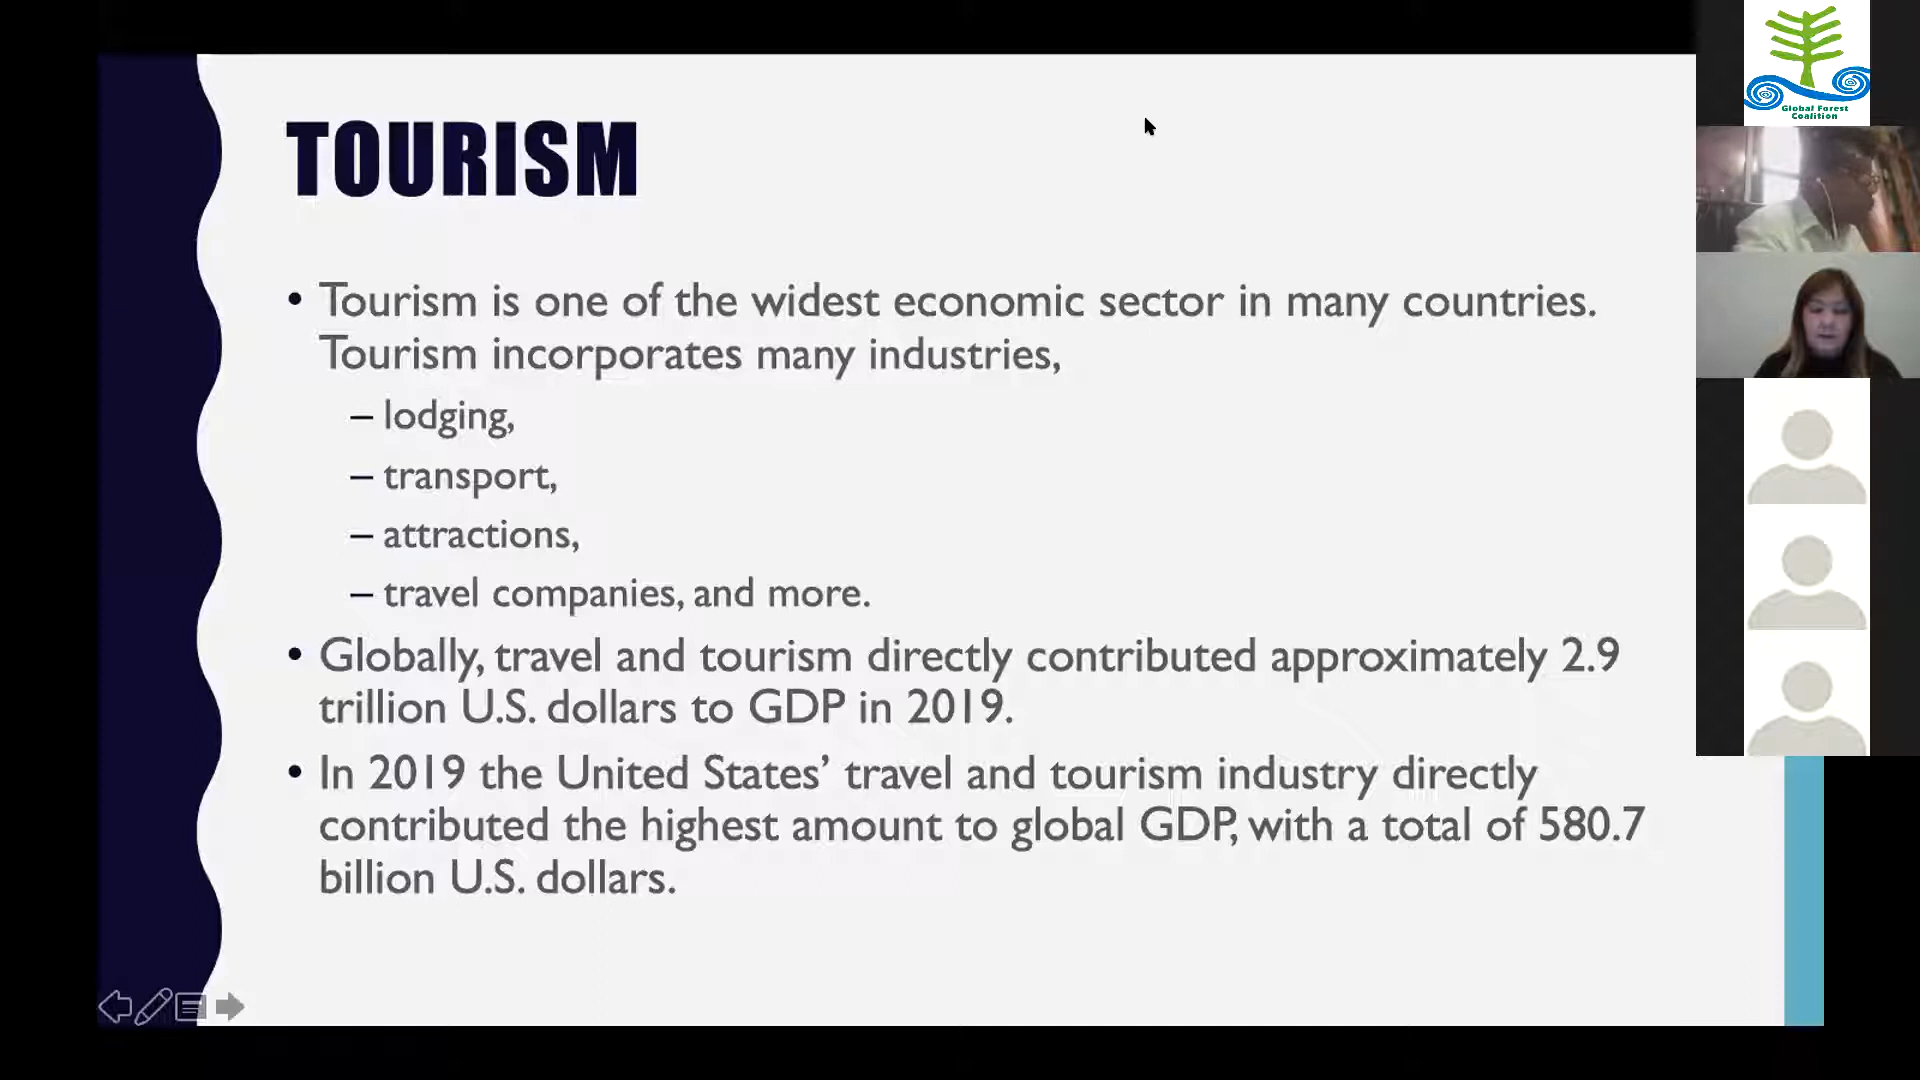 TOURISM
• Tourism is one of the widest economic sector in many countries.
Tourism incorporates many industries,
– lodging,
– transport,
– attractions,
– travel companies, and more.
• Globally, travel and tourism directly contributed approximately 2.9
trillion U.S. dollars to GDP in 2019.
• In 2019 the United States’ travel and tourism industry directly
contributed the highest amount to global GDP, with a total of 580.7
billion U.S. dollars.
Global Forest
Coalition